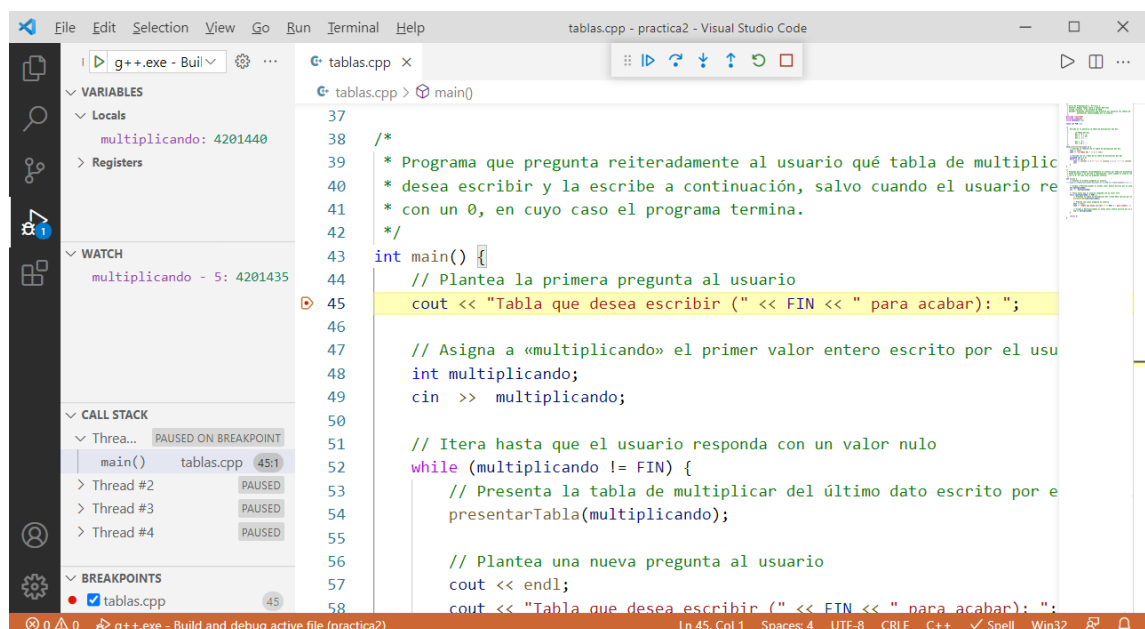 File Edit Selection View Go Run Terminal Help tablas.cpp - practica2 - Visual Studio Code
g++.exe - Buil
tablas.cpp
tablas.cpp > main()
VARIABLES
Locals
multiplicando: 4201440
Registers
WATCH
multiplicando - 5: 4201435
CALL STACK
Threa... PAUSED ON BREAKPOINT
main() tablas.cpp 45:1
Thread #2 PAUSED
Thread #3 PAUSED
Thread #4 PAUSED
BREAKPOINTS
tablas.cpp 45
1
37
38 /*
39 * Programa que pregunta reiteradamente al usuario qué tabla de multiplic
40 * desea escribir y la escribe a continuación, salvo cuando el usuario re
41 * con un 0, en cuyo caso el programa termina.
42 */
43 int main() {
44 // Plantea la primera pregunta al usuario
45 cout << "Tabla que desea escribir (" << FIN << " para acabar): ";
46
47 // Asigna a «multiplicando» el primer valor entero escrito por el usu
48 int multiplicando;
49 cin >> multiplicando;
50
51 // Itera hasta que el usuario responda con un valor nulo
52 while (multiplicando != FIN) {
53 // Presenta la tabla de multiplicar del último dato escrito por e
54 presentarTabla(multiplicando);
55
56 // Plantea una nueva pregunta al usuario
57 cout << endl;
58 cout << "Tabla que desea escribir (" << FIN << " para acabar): ";
0 0 g++.exe - Build and debug active file (practica2) Ln 45, Col 1 Spaces: 4 UTF-8 CRLF C++ Spell Win32